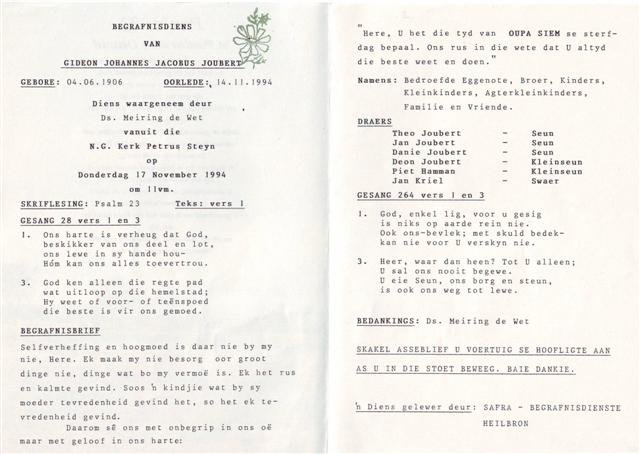 BEGRAFNISDIENS
VAN
GIDEON JOHANNES JACOBUS JOUBERT
GEBORE: 04.06.1906 OORLEDE: 14.11.1994
Diens waargeneem deur
Ds. Meiring de Wet
vanuit die
N.G. Kerk Petrus Steyn
op
Donderdag 17 November 1994
om 11vm.
SKRIFLESING: Psalm 23 Teks: vers 1
GESANG 28 vers 1 en 3
1. Ons harte is verheug dat God,
beskikker van ons deel en lot,
ons lewe in sy hande hou-
Hóm kan ons alles toevertrou.
3. God ken alleen die regte pad
wat uitloop op die hemelstad;
Hy weet of voor- of teënspoed
die beste is vir ons gemoed.
BEGRAFNISBRIEF
Selfverheffing en hoogmoed is daar nie by my
nie, Here. Ek maak my nie besorg oor groot
dinge nie, dinge wat bo my vermoë is. Ek het rus
en kalmte gevind. Soos 'n kindjie wat by sy
moeder tevredenheid gevind het, so het ek te-
vredenheid gevind.
Daarom sê ons met onbegrip in ons oë
maar met geloof in ons harte:
"Here, U het die tyd van OUPA SIEM se sterf-
dag bepaal. Ons rus in die wete dat U altyd
die beste weet en doen."
Namens: Bedroefde Eggenote, Broer, Kinders,
Kleinkinders, Agterkleinkinders,
Familie en Vriende.
DRAERS
Theo Joubert - Seun
Jan Joubert - Seun
Danie Joubert - Seun
Deon Joubert - Kleinseun
Piet Hamman - Kleinseun
Jan Kriel - Swaer
GESANG 264 vers 1 en 3
1. God, enkel lig, voor u gesig
is niks op aarde rein nie.
Ook ons-bevlek; met skuld bedek-
kan nie voor U verskyn nie.
3. Heer, waar dan heen? Tot U alleen;
U sal ons nooit begewe.
U eie Seun, ons borg en steun,
is ook ons weg tot lewe.
BEDANKINGS: Ds. Meiring de Wet
SKAKEL ASSEBLIEF U VOERTUIG SE HOOFLIGTE AAN
AS U IN DIE STOET BEWEEG. BAIE DANKIE.
'n Diens gelewer deur: SAFRA - BEGRAFNISDIENSTE
HEILBRON